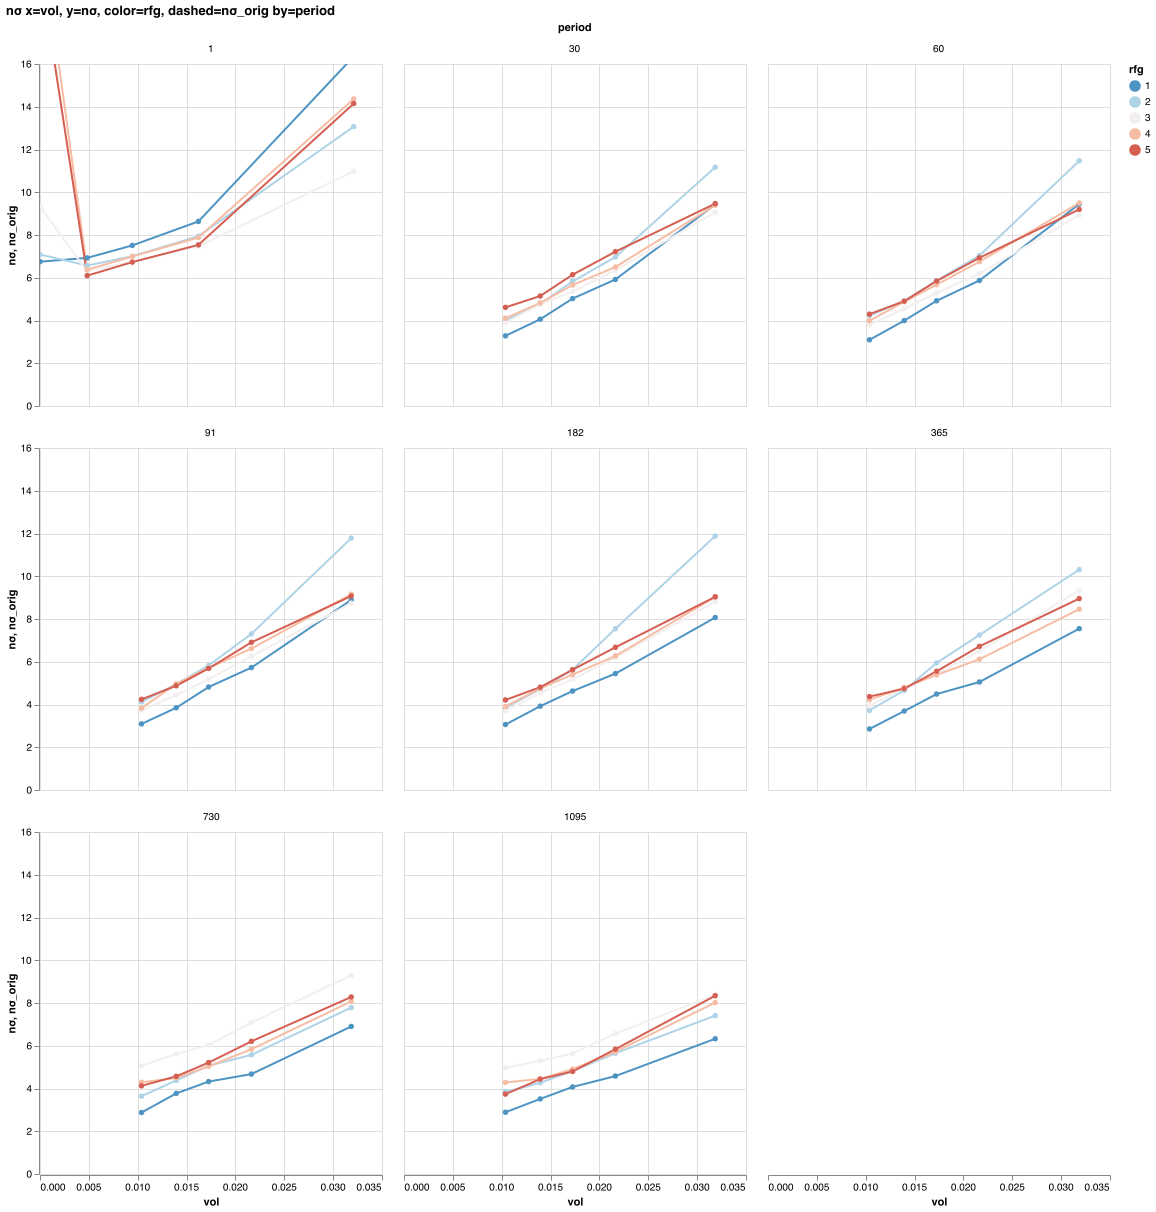 nσ x=vol, y=nσ, color=rfg, dashed=nσ_orig by=period
period
1 30 60
rfg
1
2
3
4
5
nσ, nσ_orig
16
14
12
10
8
6
4
2
0
91 182 365
nσ, nσ_orig
16
14
12
10
8
6
4
2
0
730 1095
nσ, nσ_orig
16
14
12
10
8
6
4
2
0
0.000 0.005 0.010 0.015 0.020 0.025 0.030 0.035
vol
0.000 0.005 0.010 0.015 0.020 0.025 0.030 0.035
vol
0.000 0.005 0.010 0.015 0.020 0.025 0.030 0.035
vol